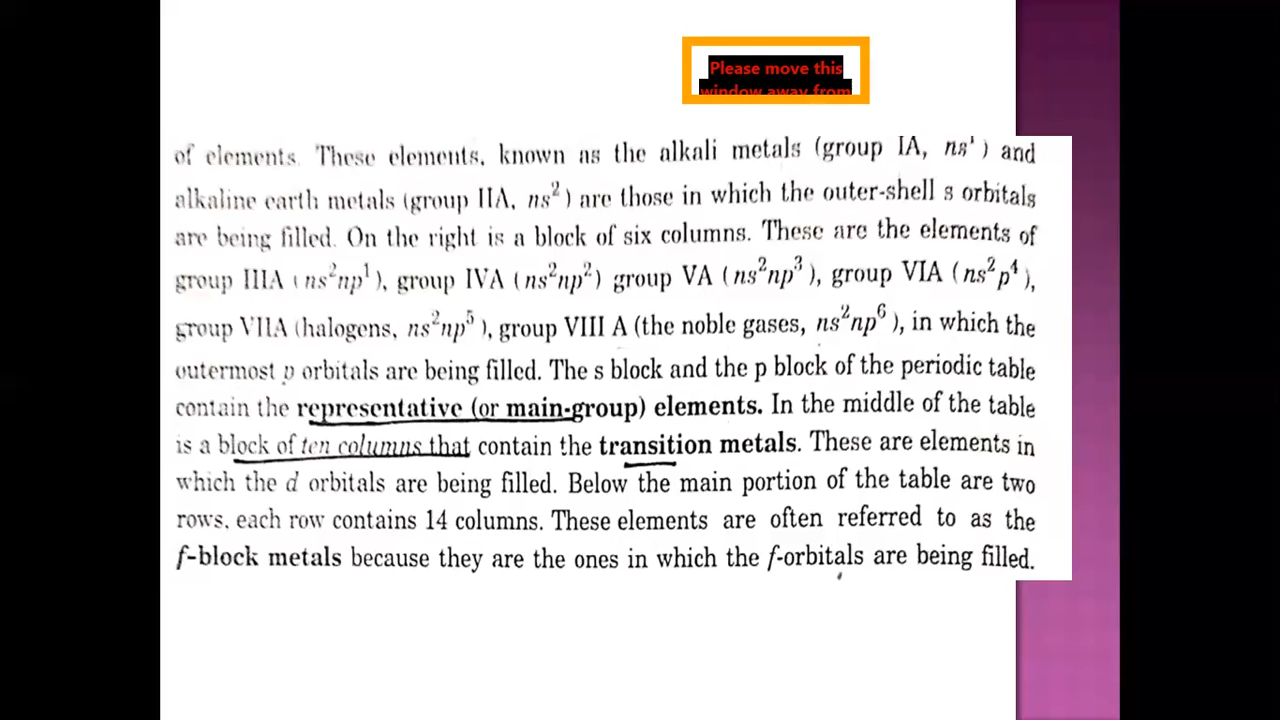 Please move this
window away from
of elements. These elements, known as the alkali metals (group IA, ns¹) and
alkaline earth metals (group IIA, ns²) are those in which the outer-shell s orbitals
are being filled. On the right is a block of six columns. These are the elements of
group IIIA (ns²np¹), group IVA (ns²np²) group VA (ns²np³), group VIA (ns²p⁴),
group VIIA (halogens, ns²np⁵), group VIII A (the noble gases, ns²np⁶), in which the
outermost p orbitals are being filled. The s block and the p block of the periodic table
contain the representative (or main-group) elements. In the middle of the table
is a block of ten columns that contain the transition metals. These are elements in
which the d orbitals are being filled. Below the main portion of the table are two
rows, each row contains 14 columns. These elements are often referred to as the
f-block metals because they are the ones in which the f-orbitals are being filled.